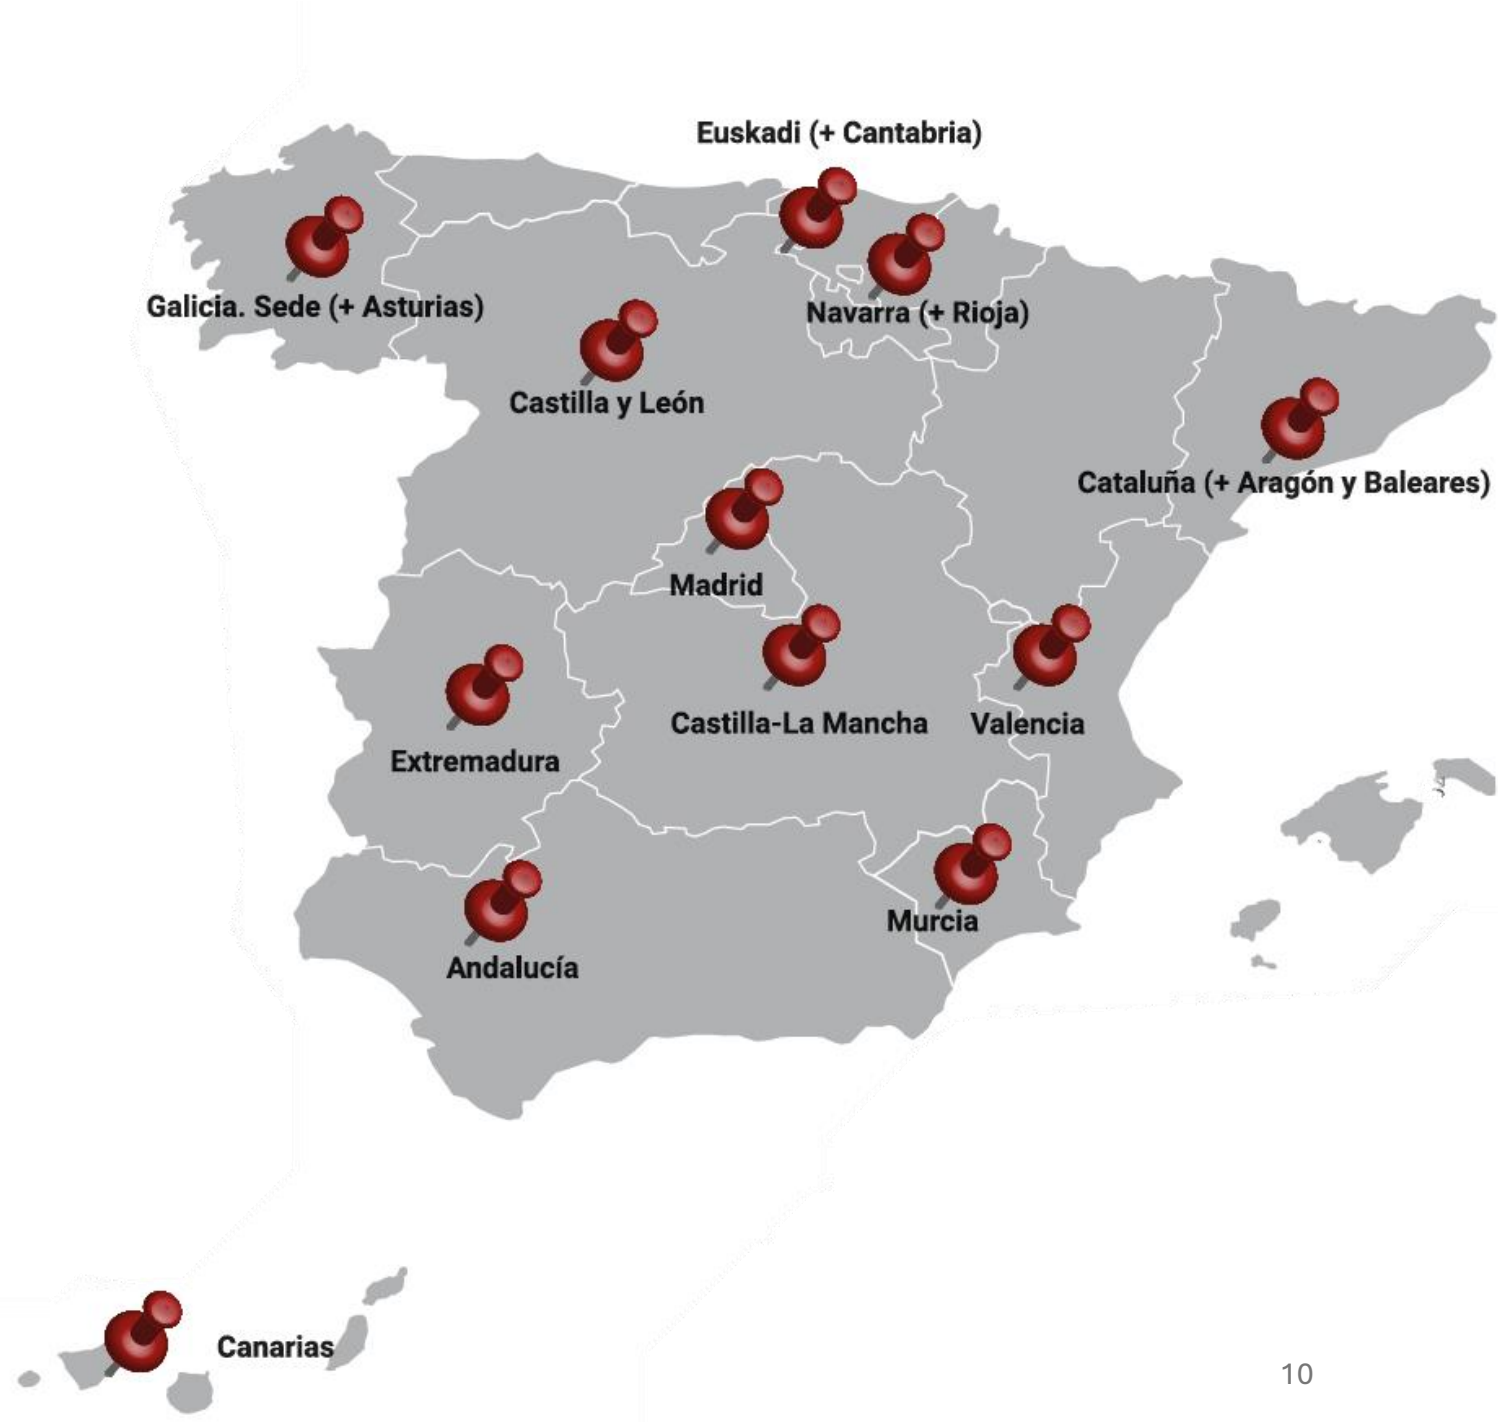 Euskadi (+ Cantabria)
Galicia. Sede (+ Asturias)
Navarra (+ Rioja)
Castilla y León
Cataluña (+ Aragón y Baleares)
Madrid
Castilla-La Mancha
Valencia
Extremadura
Murcia
Andalucía
Canarias
10